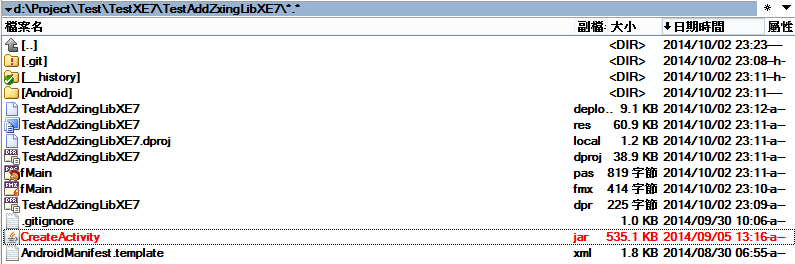 d:\Project\Test\TestXE7\TestAddZxingLibXE7\*.* * ▼
檔案名 副檔 大小 日期時間 屬性
[..] <DIR> 2014/10/02 23:23 ----
[.git] <DIR> 2014/10/02 23:08 --h-
[__history] <DIR> 2014/10/02 23:11 --h-
[Android] <DIR> 2014/10/02 23:11 ----
TestAddZxingLibXE7 deplo... 9.1 KB 2014/10/02 23:12 -a--
TestAddZxingLibXE7 res 60.9 KB 2014/10/02 23:11 -a--
TestAddZxingLibXE7.dproj local 1.2 KB 2014/10/02 23:11 -a--
TestAddZxingLibXE7 dproj 38.9 KB 2014/10/02 23:11 -a--
fMain pas 819 字節 2014/10/02 23:11 -a--
fMain fmx 414 字節 2014/10/02 23:10 -a--
TestAddZxingLibXE7 dpr 225 字節 2014/10/02 23:09 -a--
.gitignore 1.0 KB 2014/09/30 10:06 -a--
CreateActivity jar 535.1 KB 2014/09/05 13:16 -a--
AndroidManifest.template xml 1.8 KB 2014/08/30 06:55 -a--